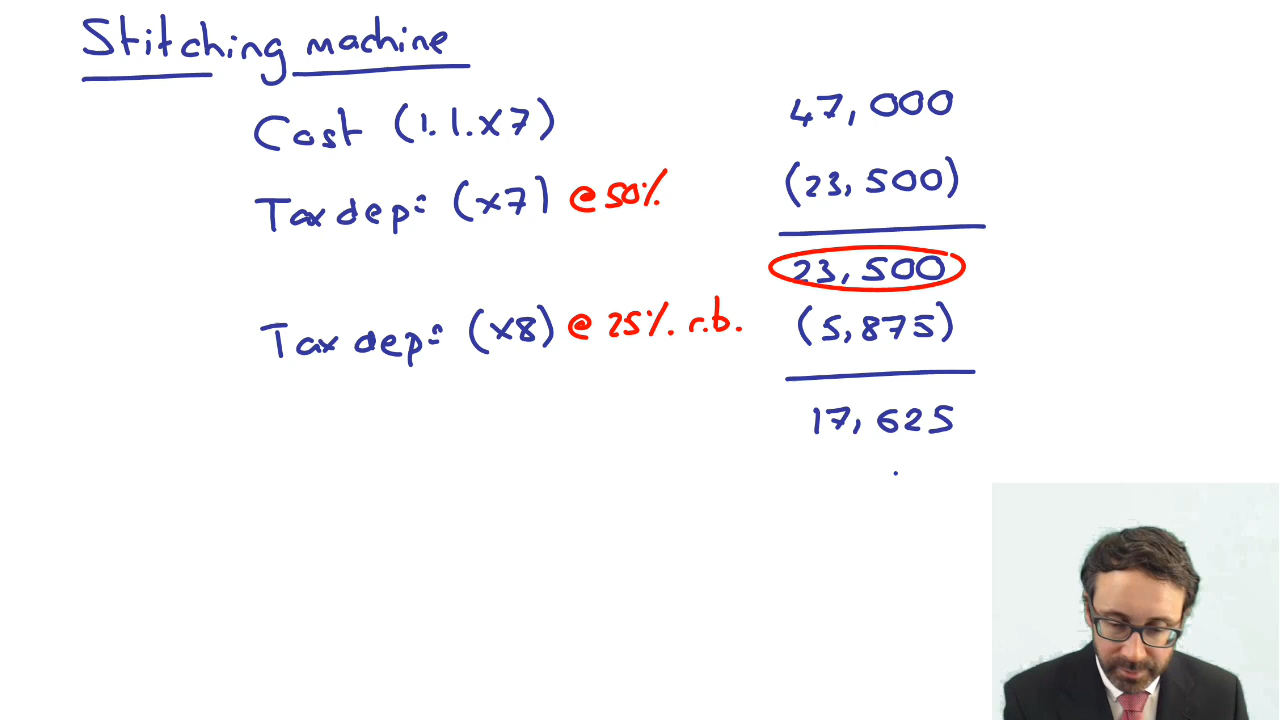 Stitching machine
Cost (1.1.x7) 47,000
Tax dep: (x7) @ 50% (23,500)
23,500
Tax dep: (x8) @ 25% r.b. (5,875)
17,625